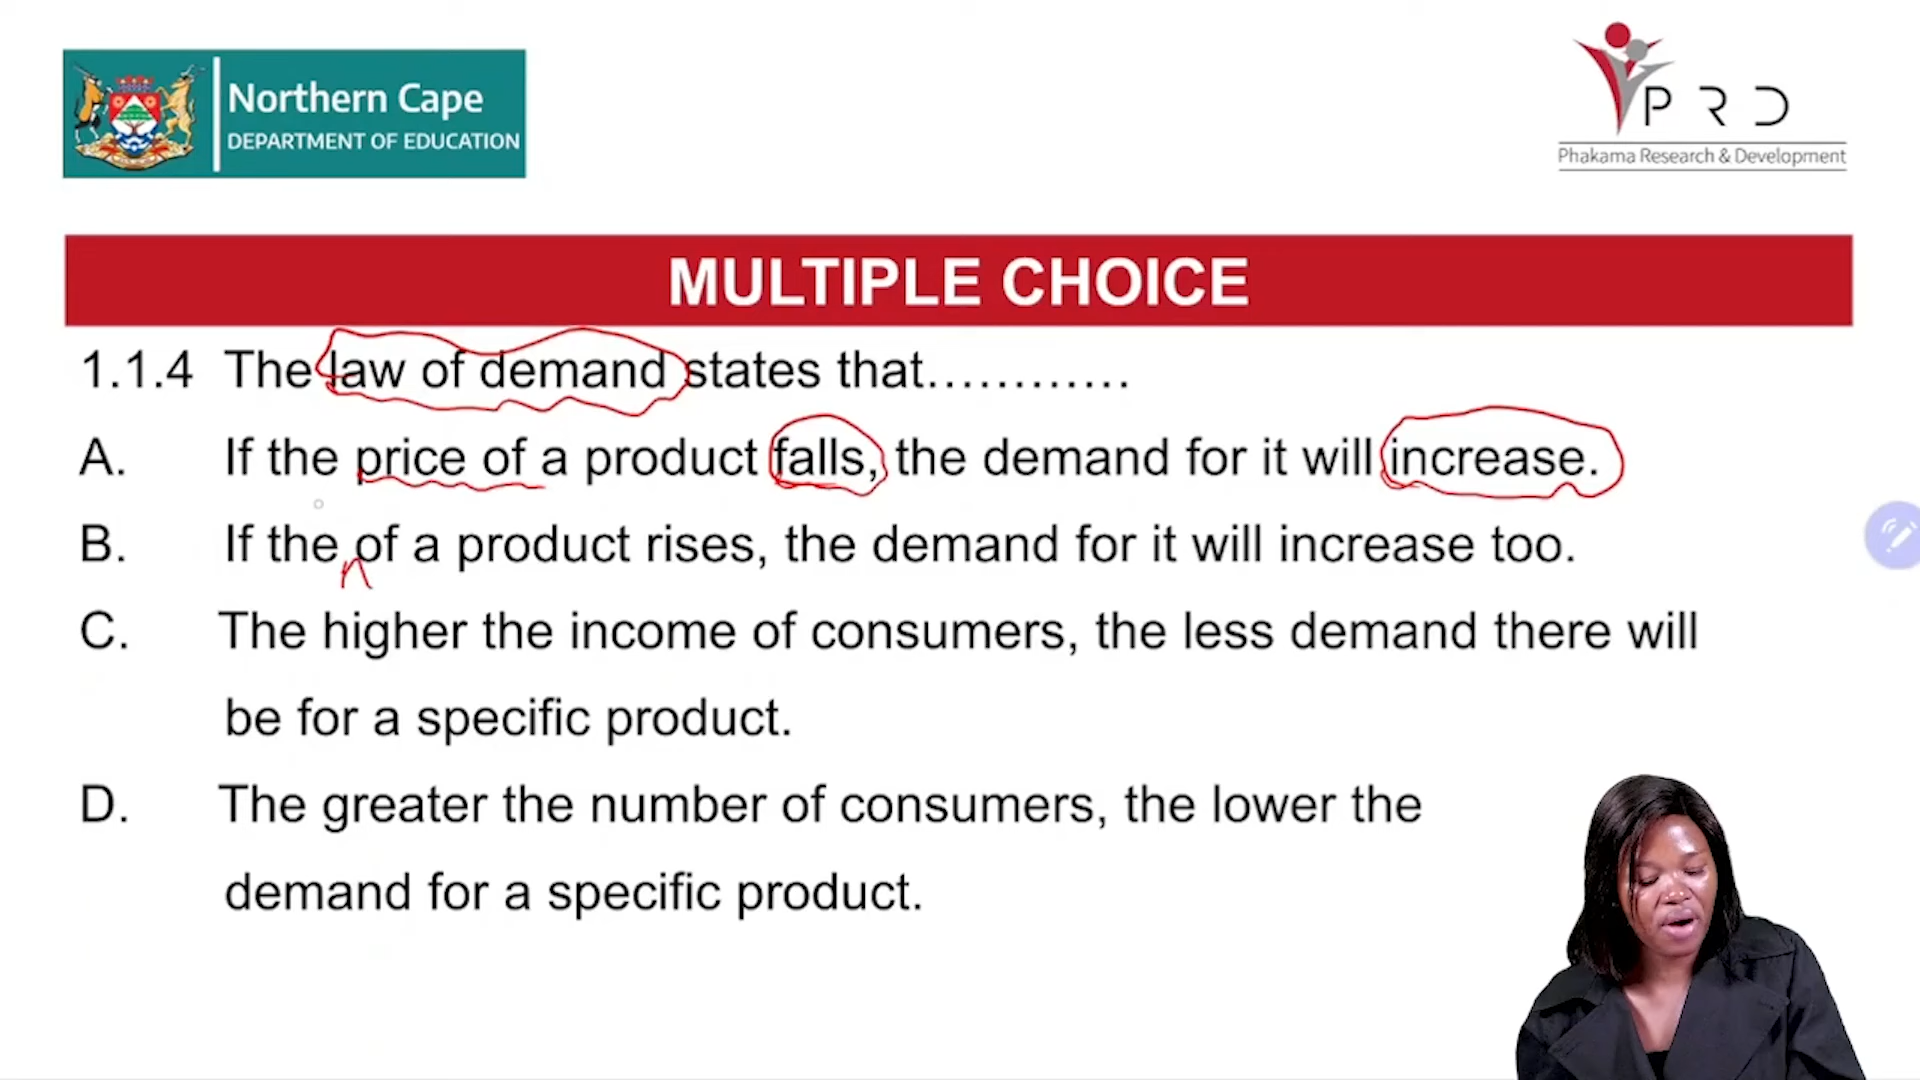 Northern Cape
DEPARTMENT OF EDUCATION
PRD
Phakama Research & Development
MULTIPLE CHOICE
1.1.4 The law of demand states that…………
A. If the price of a product falls, the demand for it will increase.
B. If the of a product rises, the demand for it will increase too.
C. The higher the income of consumers, the less demand there will
be for a specific product.
D. The greater the number of consumers, the lower the
demand for a specific product.